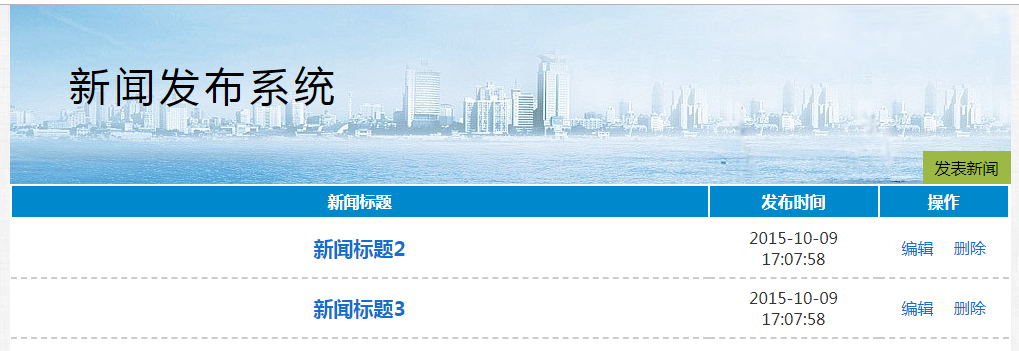 新闻发布系统
发表新闻
新闻标题 发布时间 操作
新闻标题2 2015-10-09 17:07:58 编辑 删除
新闻标题3 2015-10-09 17:07:58 编辑 删除